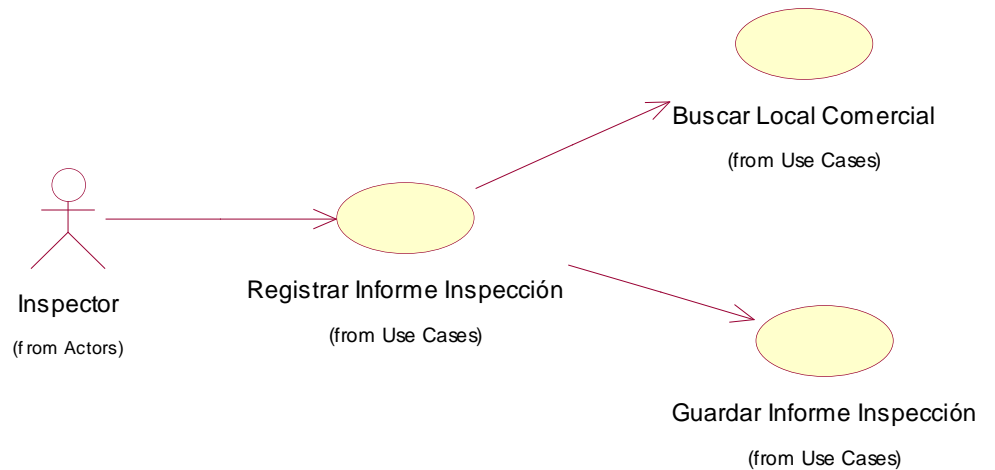 Buscar Local Comercial
(from Use Cases)
Inspector
(from Actors)
Registrar Informe Inspección
(from Use Cases)
Guardar Informe Inspección
(from Use Cases)